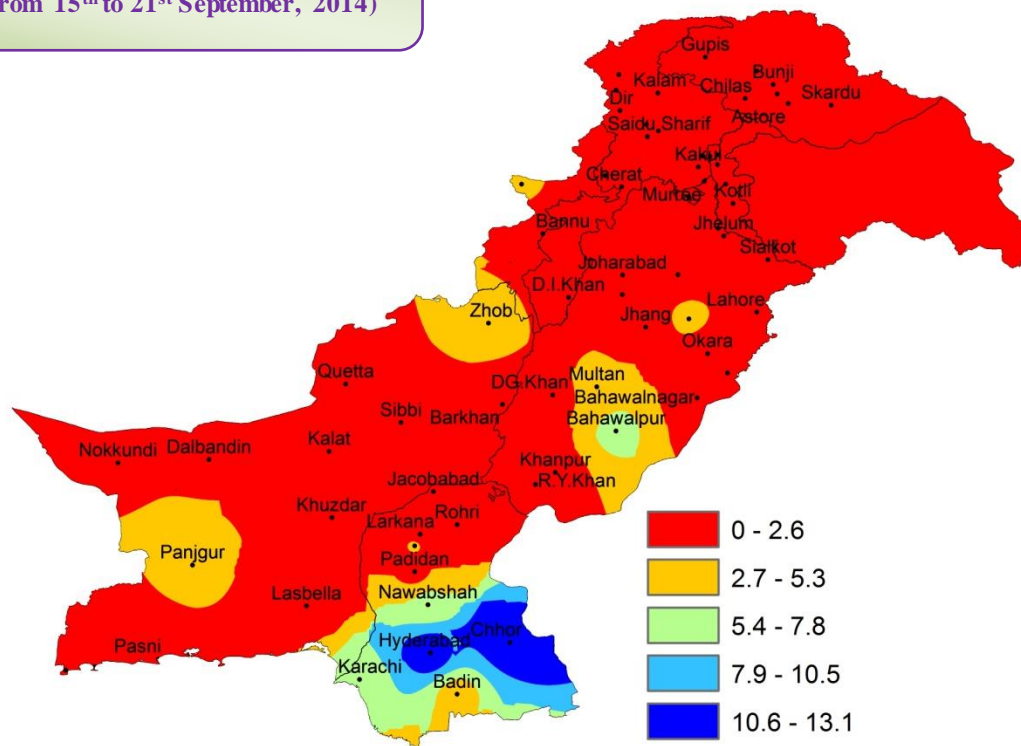 from 15th to 21st September, 2014)
Gupis
Bunji
Kalam
Chilas
Skardu
Dir
Astore
Saidu Sharif
Kakul
Cherat
Murree
Kotli
Bannu
Jhelum
Sialkot
Joharabad
D.I.Khan
Zhob
Lahore
Jhang
Okara
Quetta
Multan
DG.Khan
Bahawalnagar
Sibbi
Barkhan
Bahawalpur
Kalat
Nokkundi
Dalbandin
Khanpur
Jacobabad
R.Y.Khan
Khuzdar
Rohri
Larkana
Panjgur
Padidan
Lasbella
Nawabshah
Pasni
Hyderabad
Chhor
Karachi
Badin
0 - 2.6
2.7 - 5.3
5.4 - 7.8
7.9 - 10.5
10.6 - 13.1